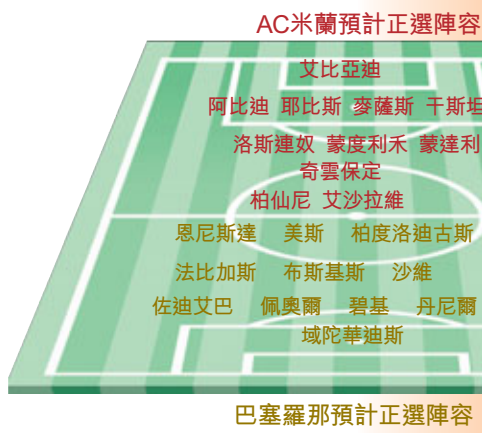 AC米蘭預計正選陣容
艾比亞迪
阿比迪 耶比斯 麥薩斯 干斯坦
洛斯連奴 蒙度利禾 蒙達利
奇雲保定
柏仙尼 艾沙拉維
恩尼斯達 美斯 柏度洛迪古斯
法比加斯 布斯基斯 沙維
佐迪艾巴 佩奧爾 碧基 丹尼爾
域陀華迪斯
巴塞羅那預計正選陣容